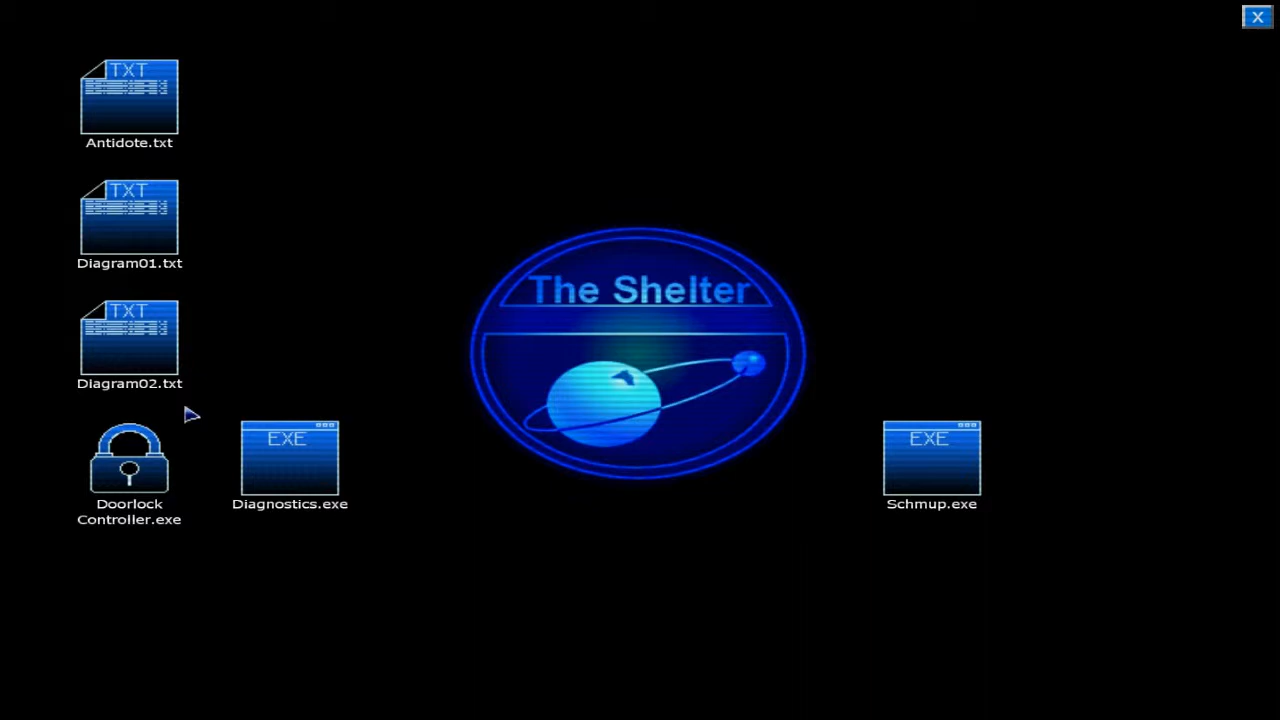 X
TXT
Antidote.txt
TXT
Diagram01.txt
TXT
Diagram02.txt
The Shelter
Doorlock
Controller.exe
EXE
Diagnostics.exe
EXE
Schmup.exe